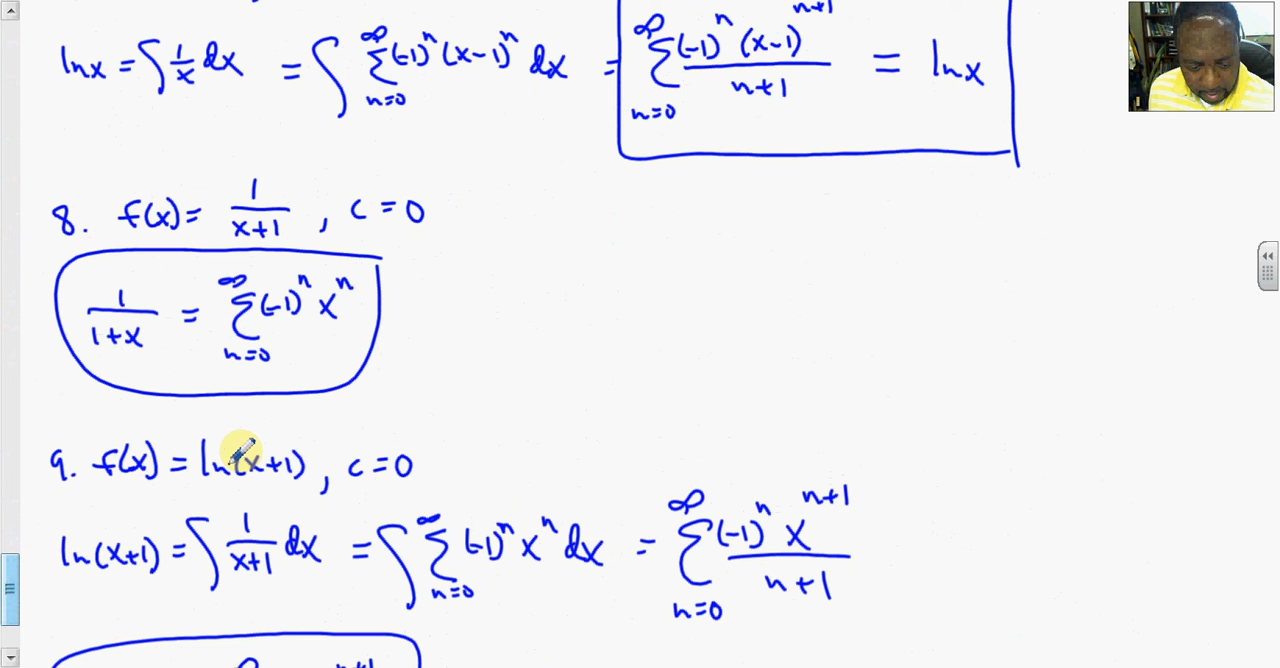 ln x = ∫ 1/x dx = ∫ ∑_{n=0}^{∞} (-1)^n (x-1)^n dx = ∑_{n=0}^{∞} (-1)^n (x-1)^{n+1} / (n+1) = ln x
8. f(x) = 1/(x+1) , c = 0
1/(1+x) = ∑_{n=0}^{∞} (-1)^n x^n
9. f(x) = ln(x+1) , c = 0
ln(x+1) = ∫ 1/(x+1) dx = ∫ ∑_{n=0}^{∞} (-1)^n x^n dx = ∑_{n=0}^{∞} (-1)^n x^{n+1} / (n+1)